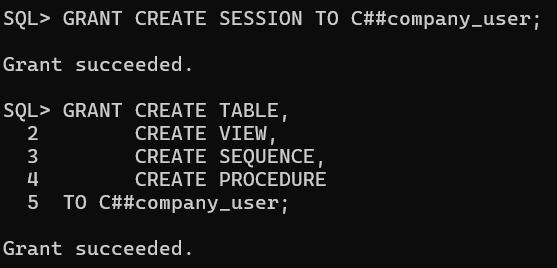 SQL> GRANT CREATE SESSION TO C##company_user;
Grant succeeded.
SQL> GRANT CREATE TABLE,
  2        CREATE VIEW,
  3        CREATE SEQUENCE,
  4        CREATE PROCEDURE
  5  TO C##company_user;
Grant succeeded.